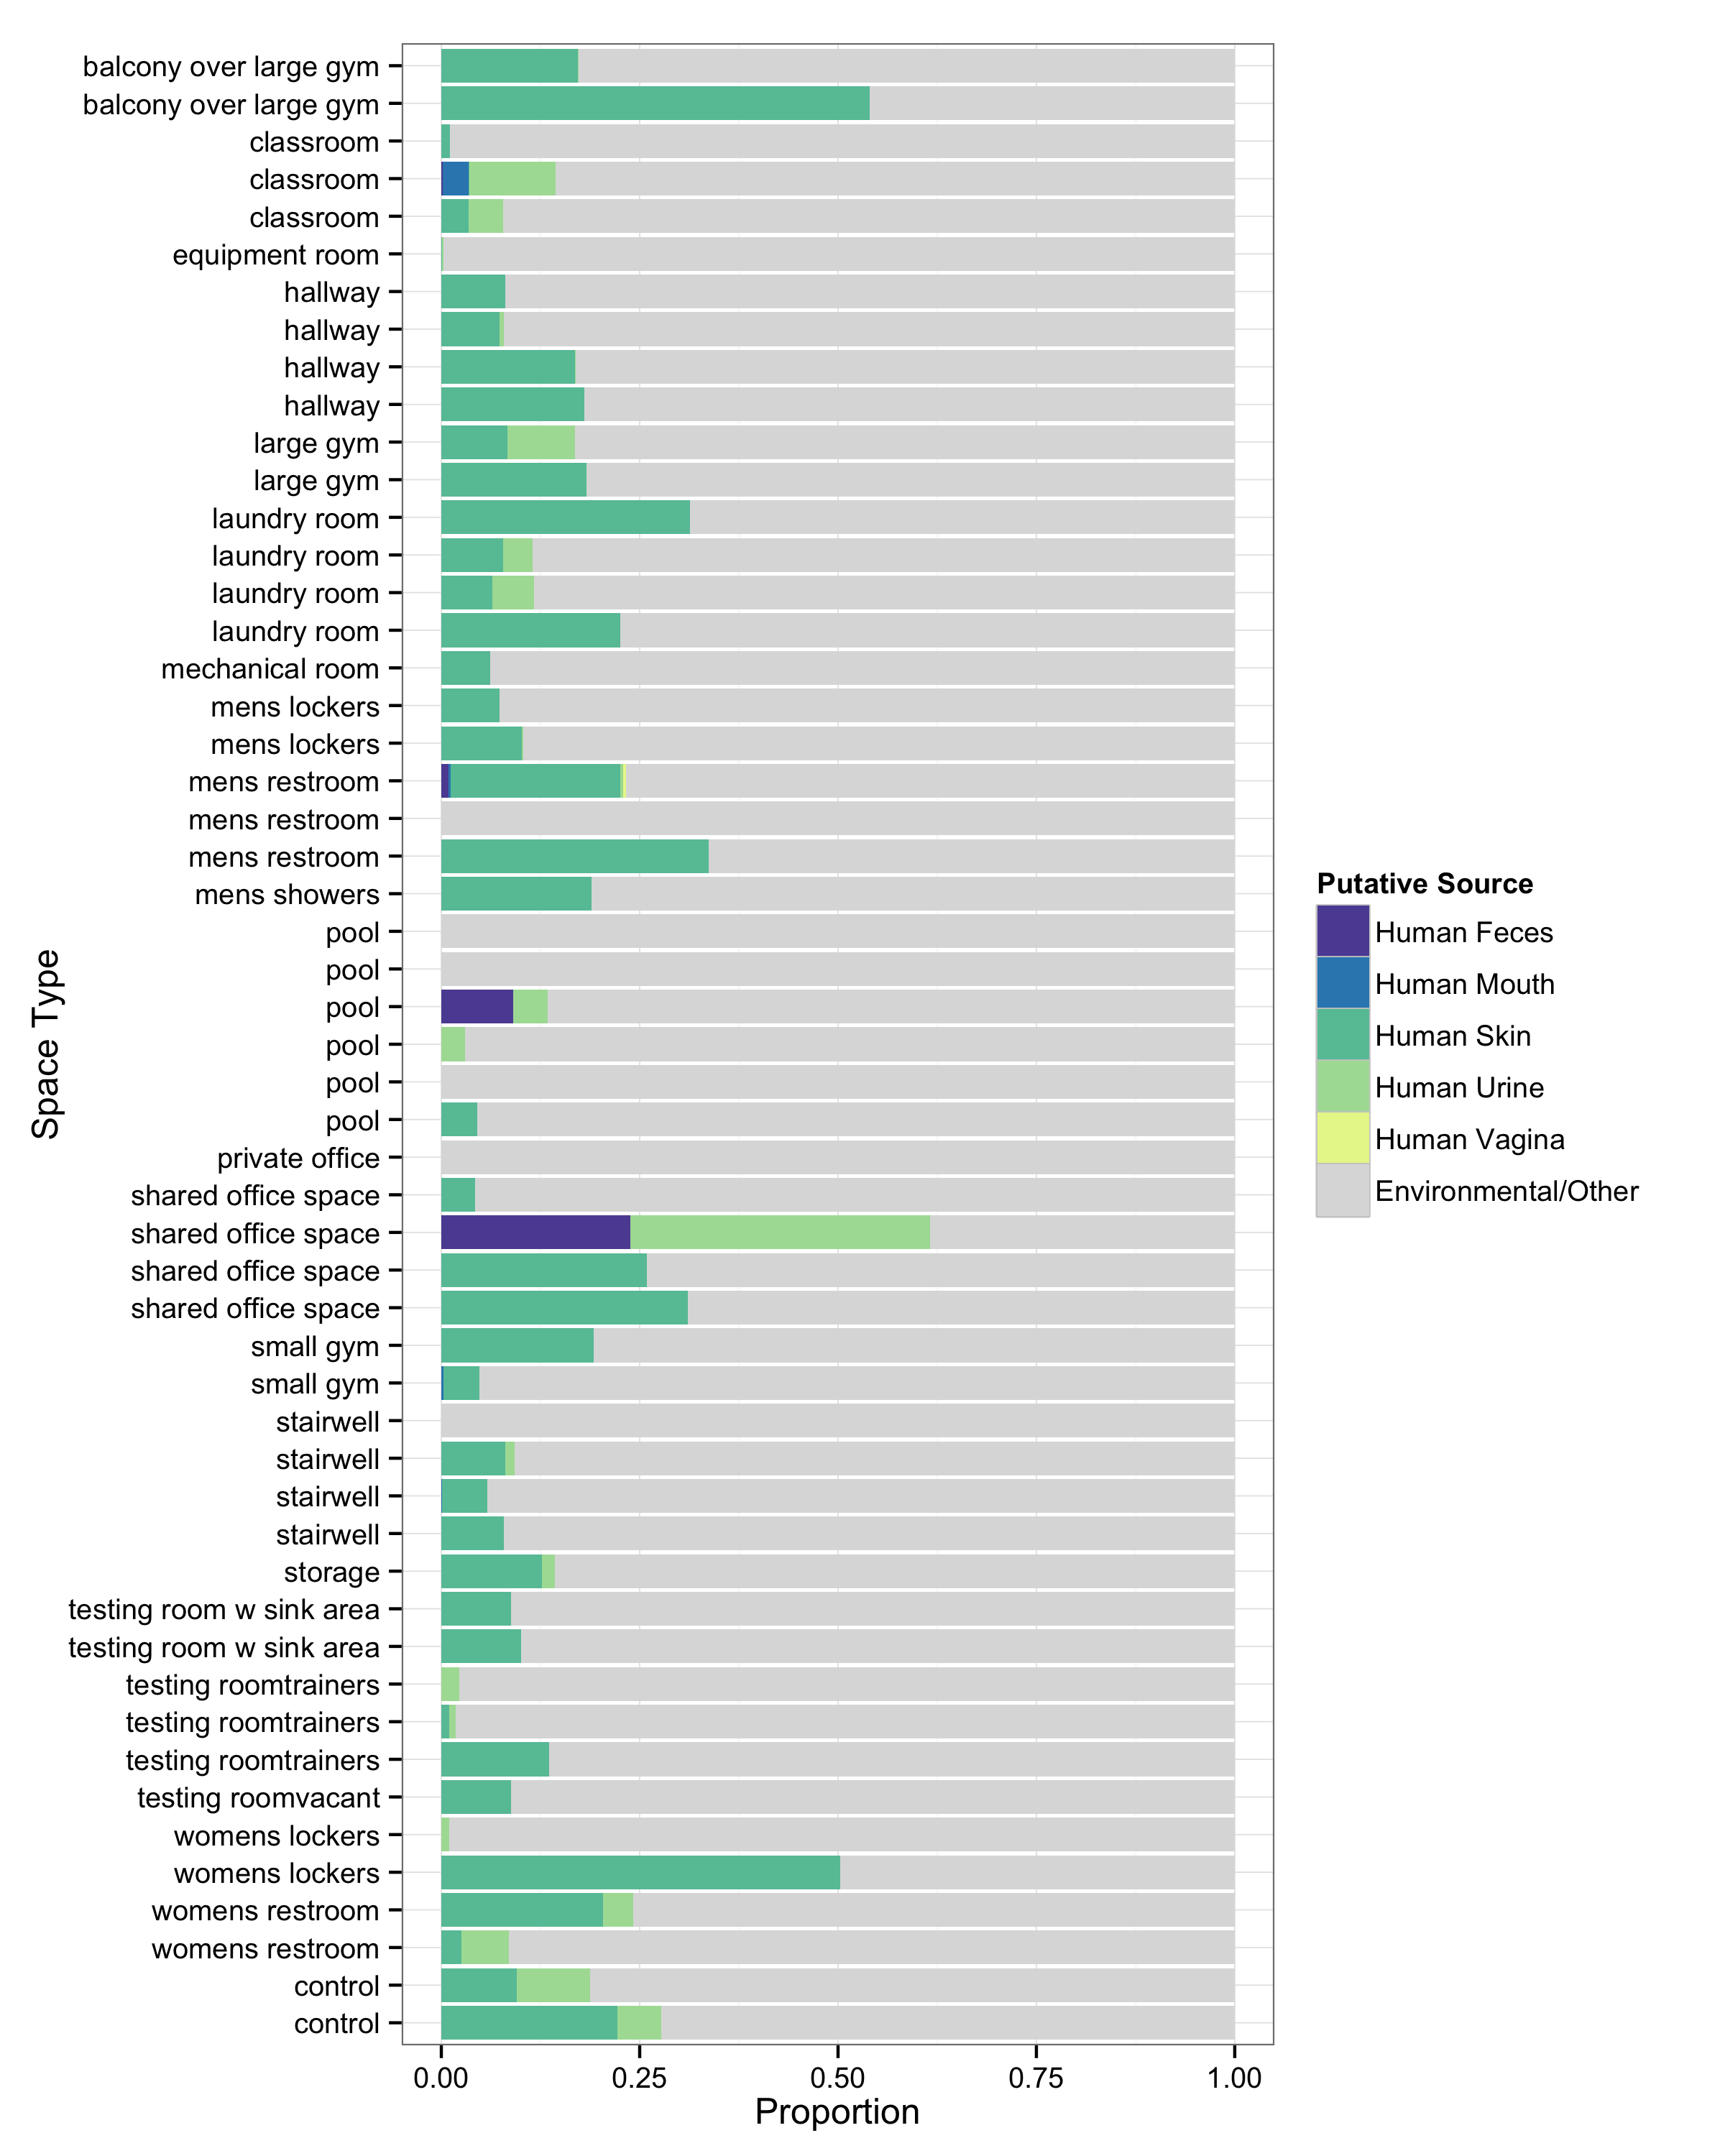 balcony over large gym
balcony over large gym
classroom
classroom
classroom
equipment room
hallway
hallway
hallway
hallway
large gym
large gym
laundry room
laundry room
laundry room
laundry room
mechanical room
mens lockers
mens lockers
mens restroom
mens restroom
mens restroom
mens showers
pool
pool
pool
pool
pool
pool
private office
shared office space
shared office space
shared office space
shared office space
small gym
small gym
stairwell
stairwell
stairwell
stairwell
storage
testing room w sink area
testing room w sink area
testing roomtrainers
testing roomtrainers
testing roomtrainers
testing roomvacant
womens lockers
womens lockers
womens restroom
womens restroom
control
control
Space Type
0.00 0.25 0.50 0.75 1.00
Proportion
Putative Source
Human Feces
Human Mouth
Human Skin
Human Urine
Human Vagina
Environmental/Other